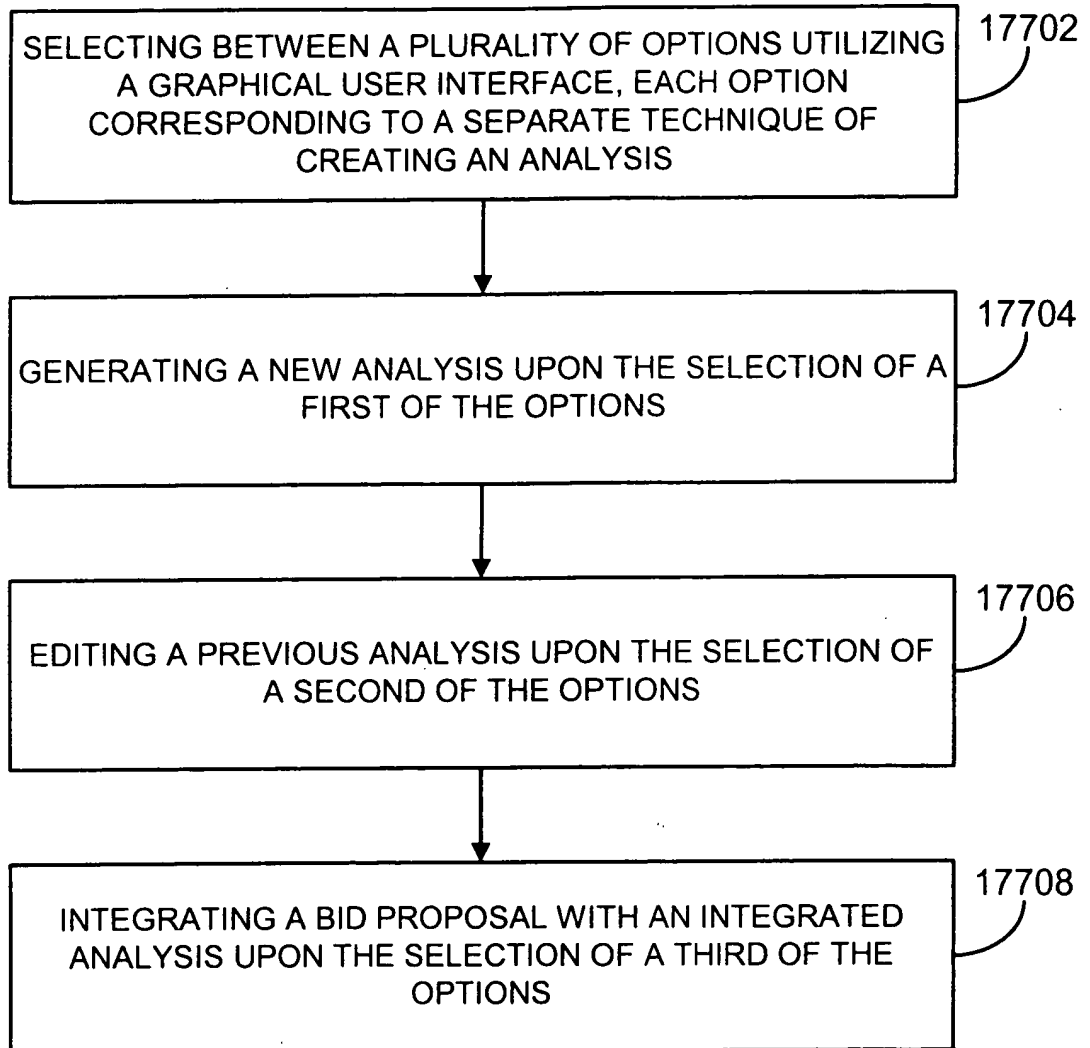 SELECTING BETWEEN A PLURALITY OF OPTIONS UTILIZING
A GRAPHICAL USER INTERFACE, EACH OPTION
CORRESPONDING TO A SEPARATE TECHNIQUE OF
CREATING AN ANALYSIS
17702
GENERATING A NEW ANALYSIS UPON THE SELECTION OF A
FIRST OF THE OPTIONS
17704
EDITING A PREVIOUS ANALYSIS UPON THE SELECTION OF
A SECOND OF THE OPTIONS
17706
INTEGRATING A BID PROPOSAL WITH AN INTEGRATED
ANALYSIS UPON THE SELECTION OF A THIRD OF THE
OPTIONS
17708